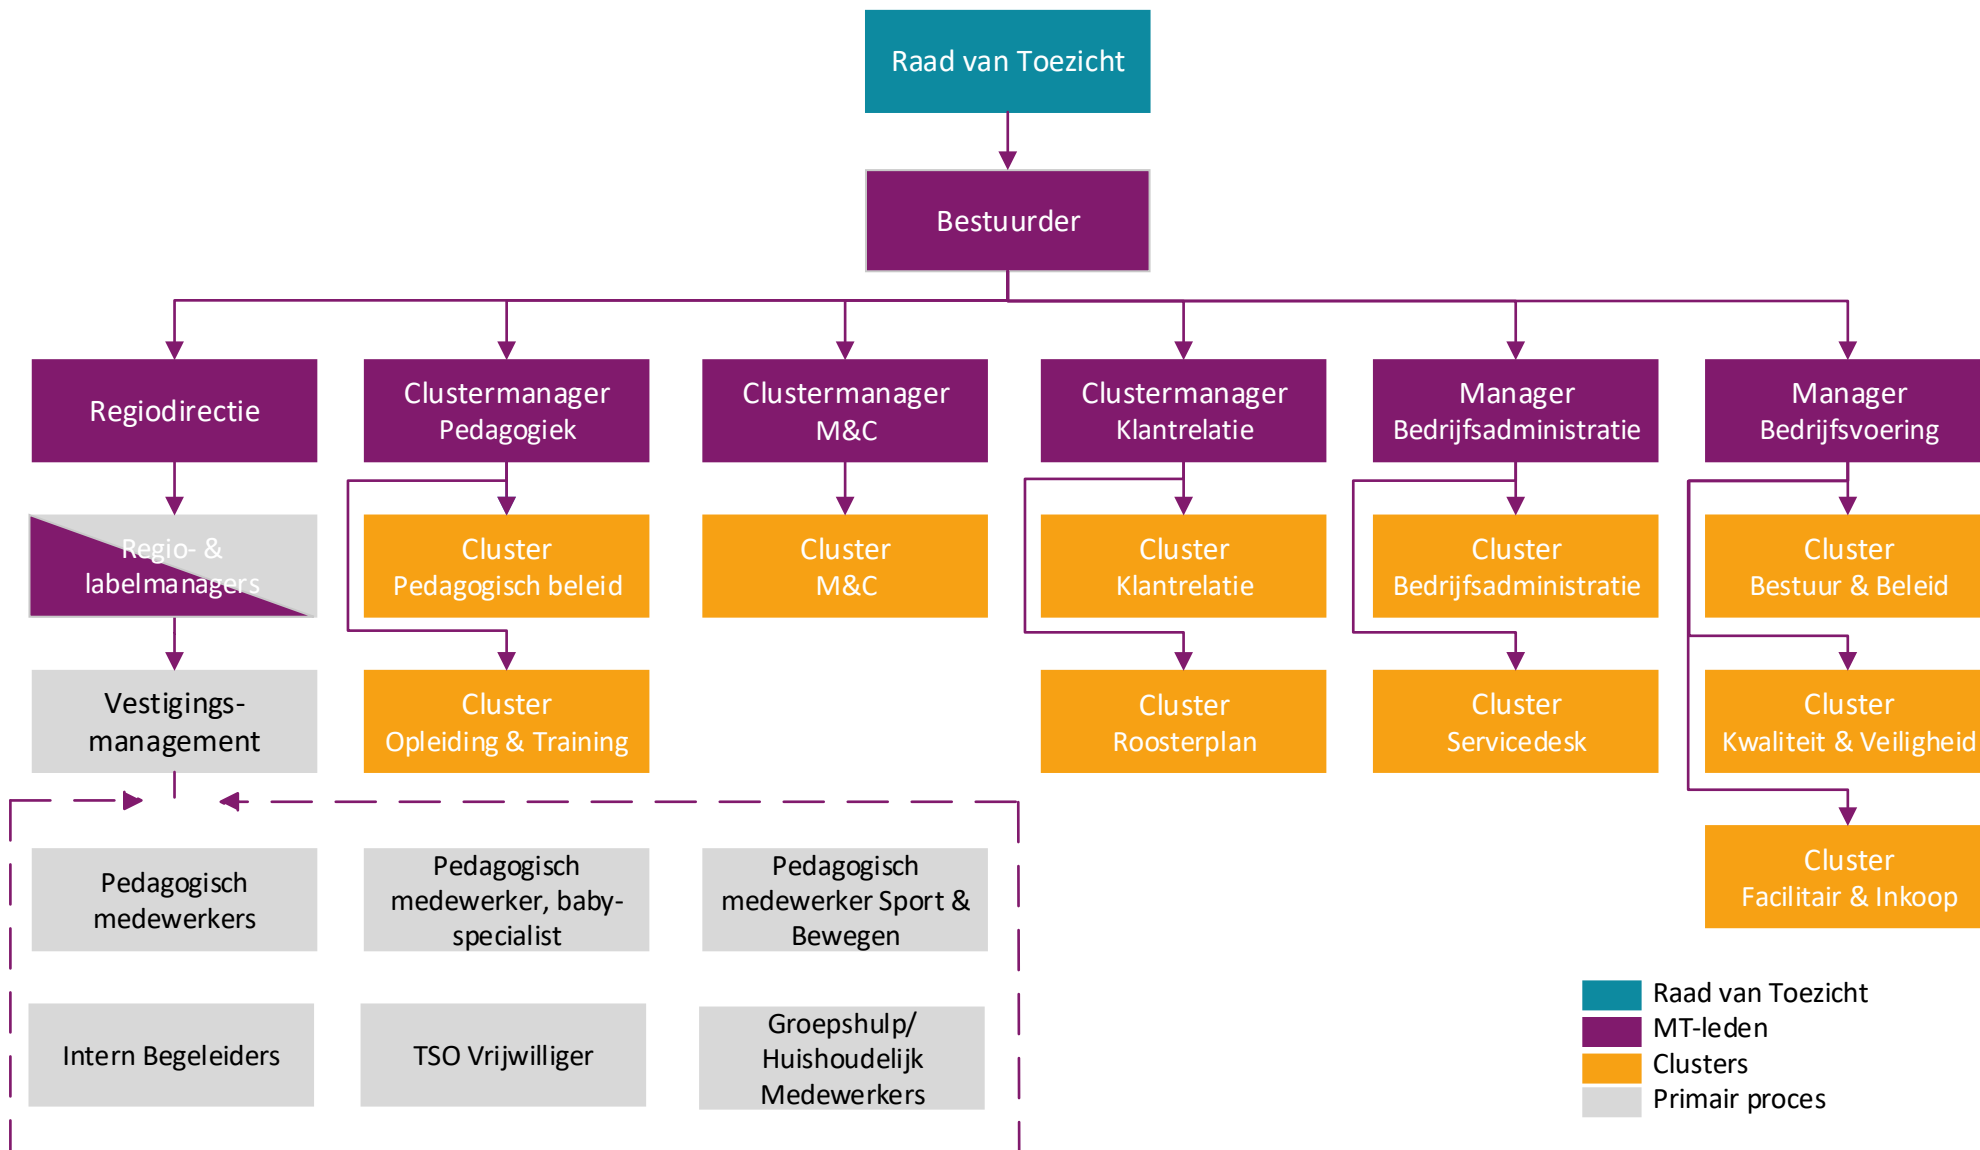 Raad van Toezicht
Bestuurder
Regiodirectie
Clustermanager
Pedagogiek
Clustermanager
M&C
Clustermanager
Klantrelatie
Manager
Bedrijfsadministratie
Manager
Bedrijfsvoering
Regio- &
labelmanagers
Cluster
Pedagogisch beleid
Cluster
M&C
Cluster
Klantrelatie
Cluster
Bedrijfsadministratie
Cluster
Bestuur & Beleid
Vestigings-
management
Cluster
Opleiding & Training
Cluster
Roosterplan
Cluster
Servicedesk
Cluster
Kwaliteit & Veiligheid
Cluster
Facilitair & Inkoop
Pedagogisch
medewerkers
Pedagogisch
medewerker, baby-
specialist
Pedagogisch
medewerker Sport &
Bewegen
Intern Begeleiders
TSO Vrijwilliger
Groepshulp/
Huishoudelijk
Medewerkers
Raad van Toezicht
MT-leden
Clusters
Primair proces